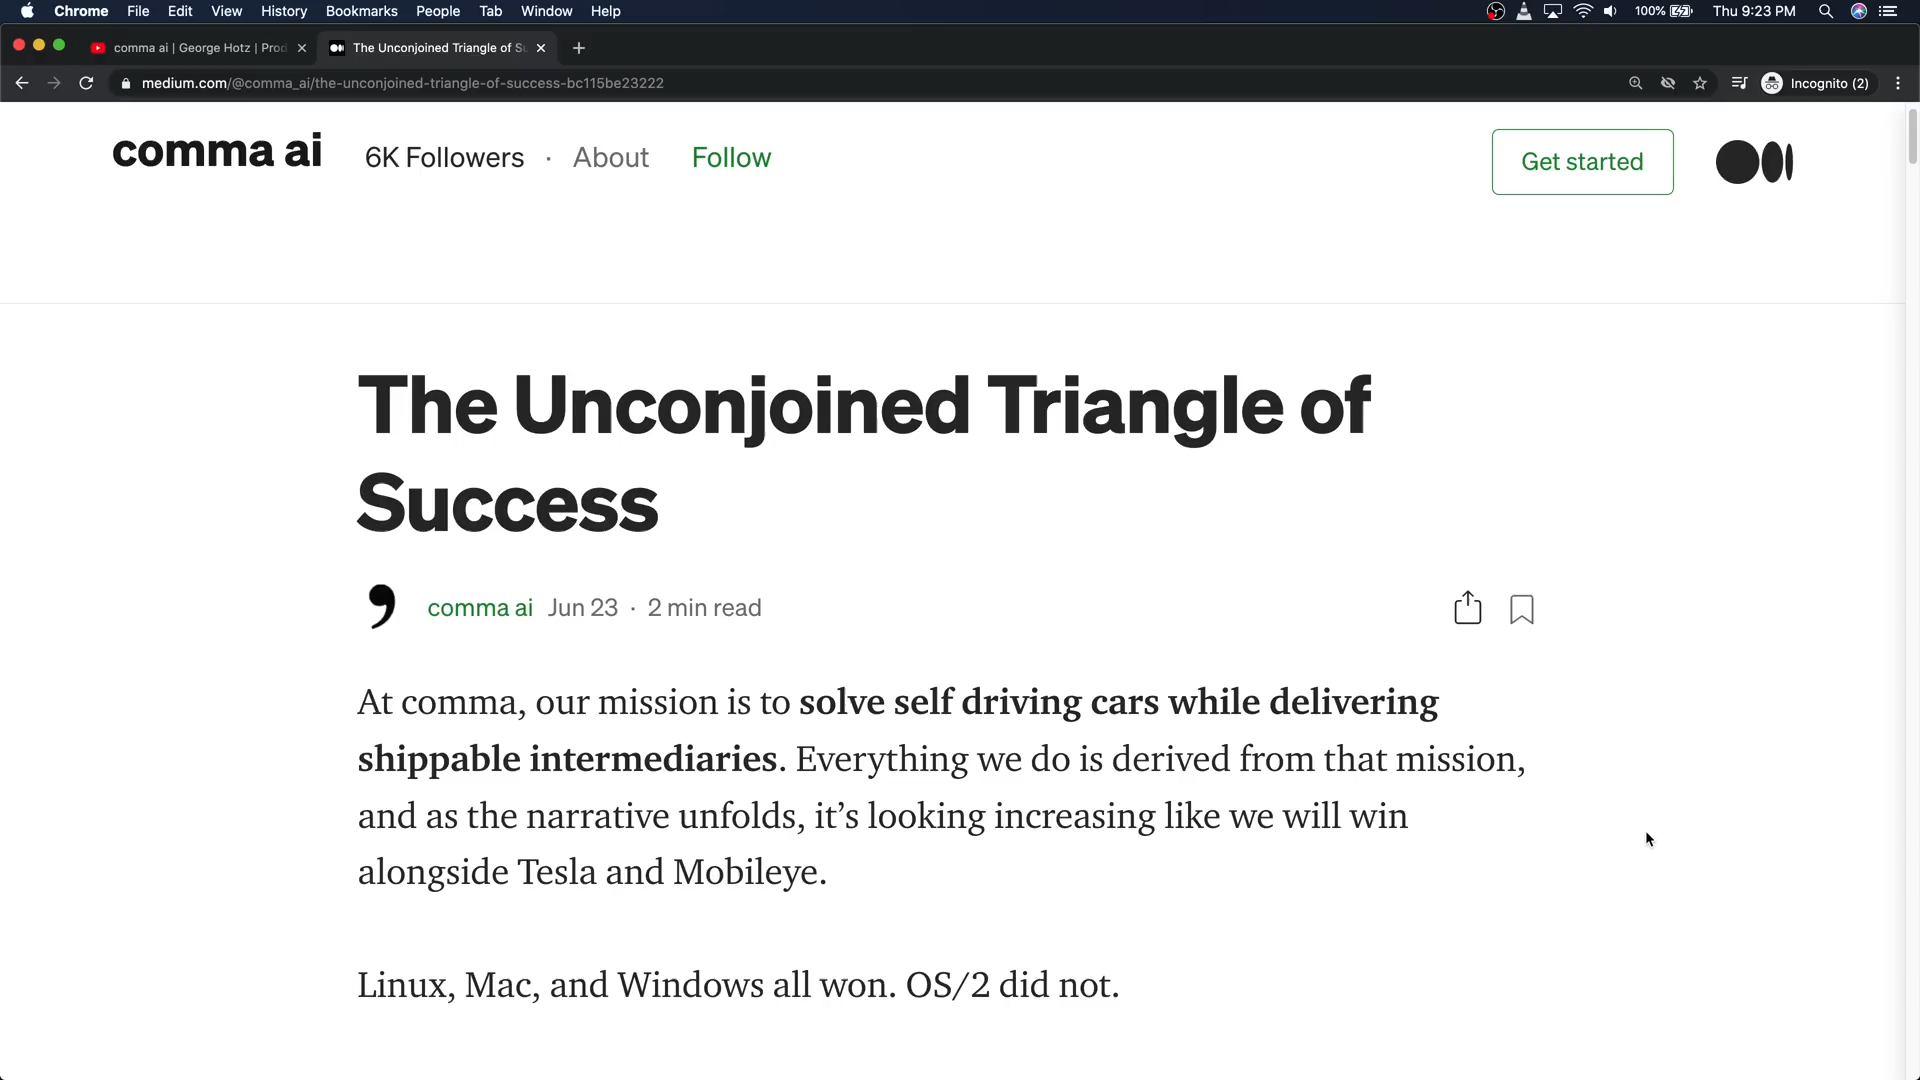 Chrome File Edit View History Bookmarks People Tab Window Help 100% Thu 9:23 PM
comma ai | George Hotz | Prod The Unconjoined Triangle of Su
medium.com/@comma_ai/the-unconjoined-triangle-of-success-bc115be23222 Incognito (2)
comma ai 6K Followers · About Follow Get started
The Unconjoined Triangle of
Success
comma ai Jun 23 · 2 min read
At comma, our mission is to solve self driving cars while delivering
shippable intermediaries. Everything we do is derived from that mission,
and as the narrative unfolds, it’s looking increasing like we will win
alongside Tesla and Mobileye.
Linux, Mac, and Windows all won. OS/2 did not.